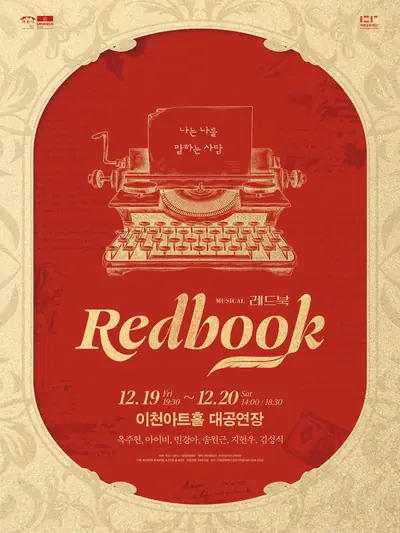 나는 나를
말하는 사람
MUSICAL 레드북
Redbook
12.19 Fri 19:30 ~ 12.20 Sat 14:00 / 18:30
이천아트홀 대공연장
옥주현, 아이비, 민경아, 송원근, 지현우, 김성식